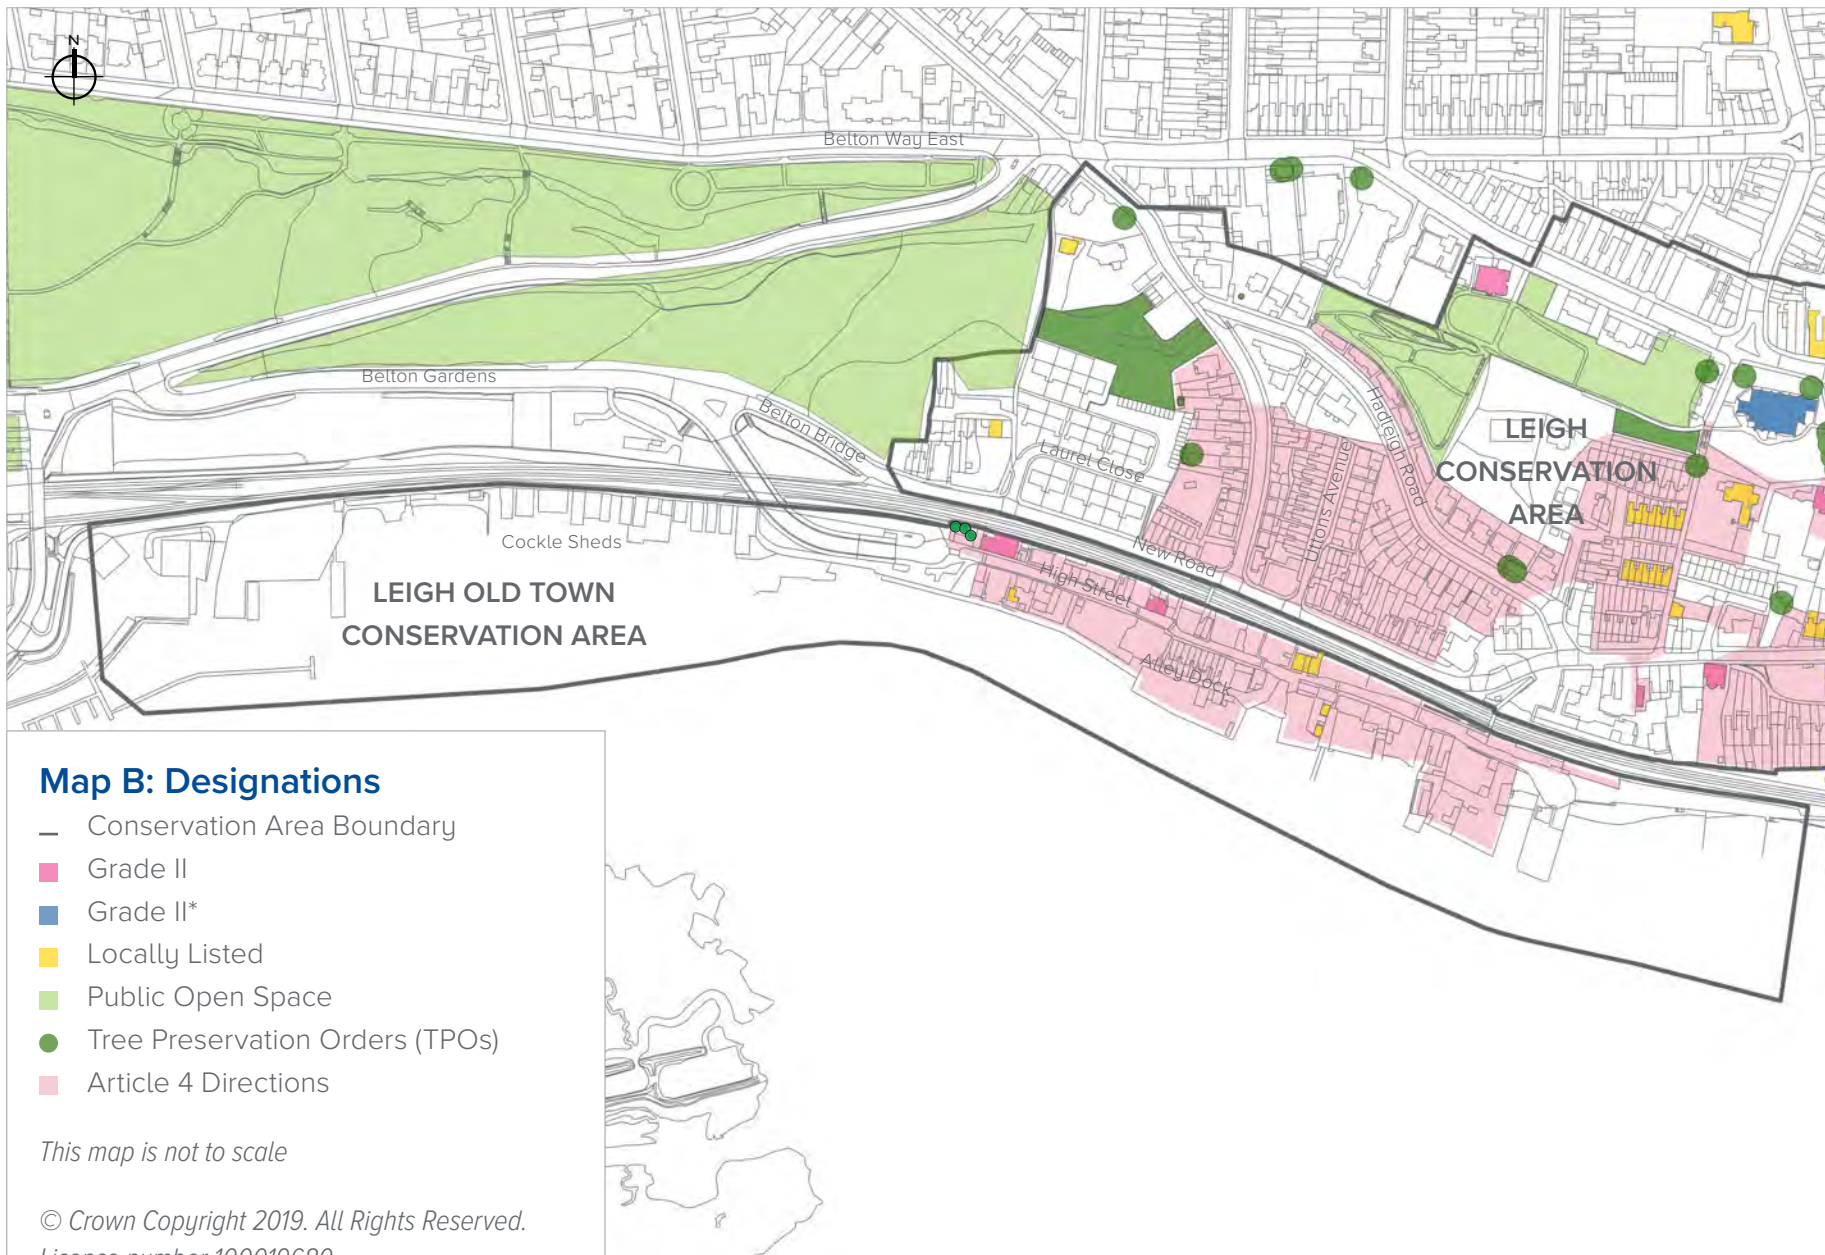 N
Belton Way East
Belton Gardens
Belton Bridge
Laurel Close
Hadleigh Road
Uttons Avenue
LEIGH
CONSERVATION
AREA
New Road
Cockle Sheds
High Street
LEIGH OLD TOWN
CONSERVATION AREA
Alley Dock
Map B: Designations
Conservation Area Boundary
Grade II
Grade II*
Locally Listed
Public Open Space
Tree Preservation Orders (TPOs)
Article 4 Directions
This map is not to scale
© Crown Copyright 2019. All Rights Reserved.
Licence number 100019680